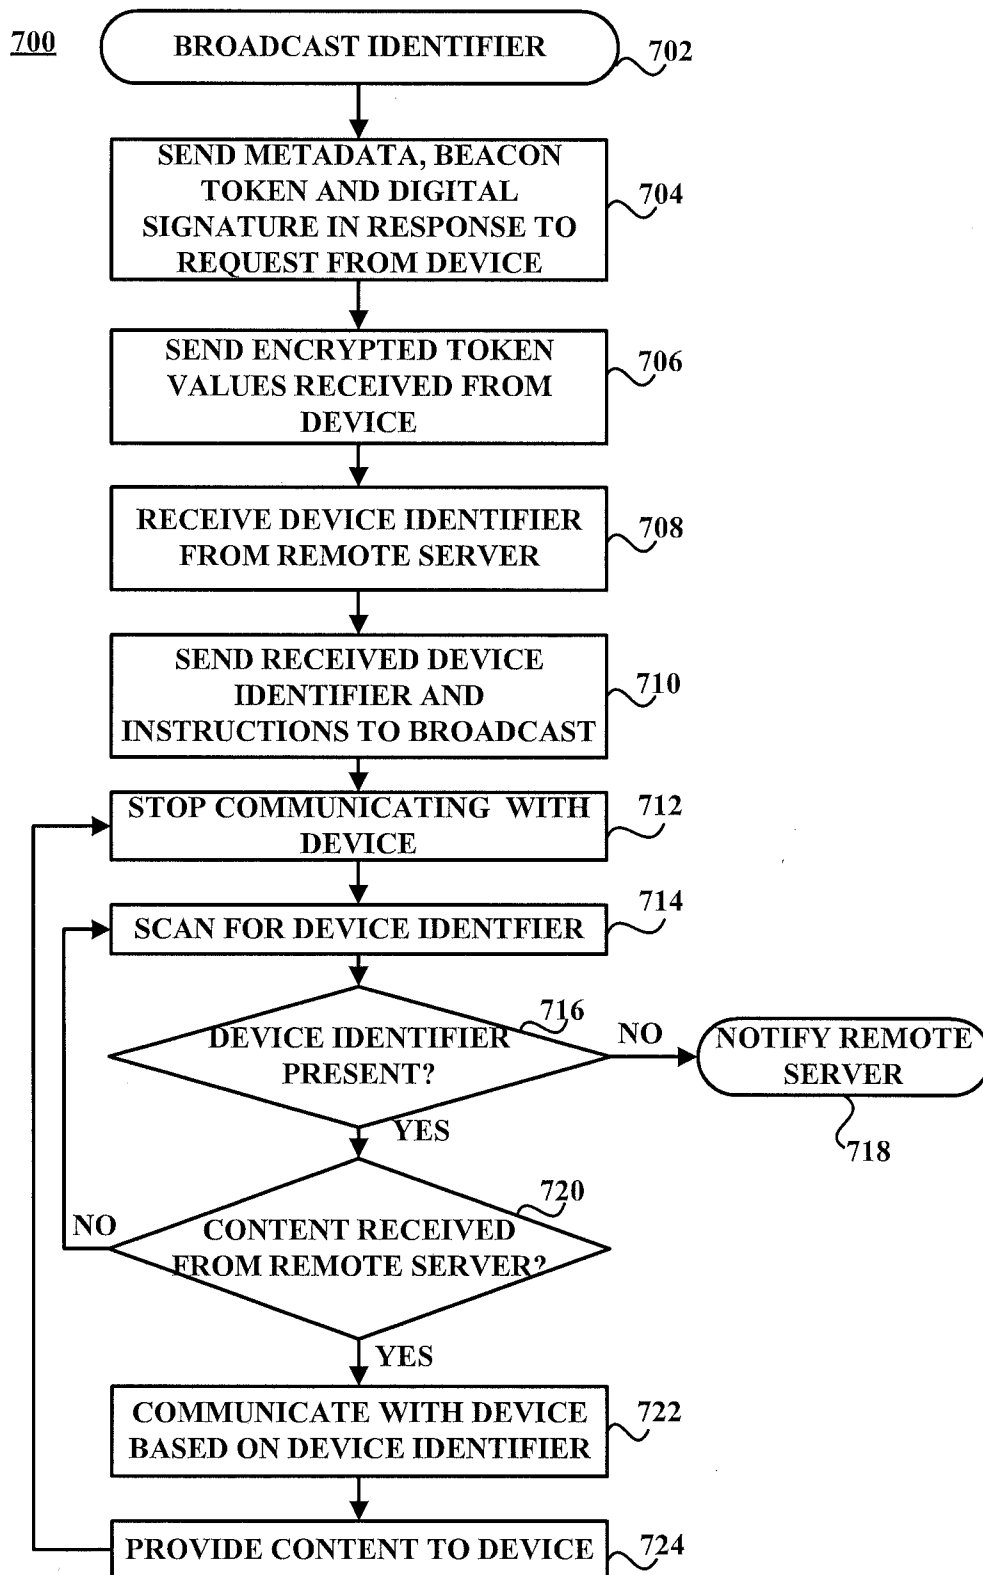 700
BROADCAST IDENTIFIER
702
SEND METADATA, BEACON
TOKEN AND DIGITAL
SIGNATURE IN RESPONSE TO
REQUEST FROM DEVICE
704
SEND ENCRYPTED TOKEN
VALUES RECEIVED FROM
DEVICE
706
RECEIVE DEVICE IDENTIFIER
FROM REMOTE SERVER
708
SEND RECEIVED DEVICE
IDENTIFIER AND
INSTRUCTIONS TO BROADCAST
710
STOP COMMUNICATING WITH
DEVICE
712
SCAN FOR DEVICE IDENTFIER
714
DEVICE IDENTIFIER
PRESENT?
716
NO
NOTIFY REMOTE
SERVER
718
YES
CONTENT RECEIVED
FROM REMOTE SERVER?
720
NO
YES
COMMUNICATE WITH DEVICE
BASED ON DEVICE IDENTIFIER
722
PROVIDE CONTENT TO DEVICE
724